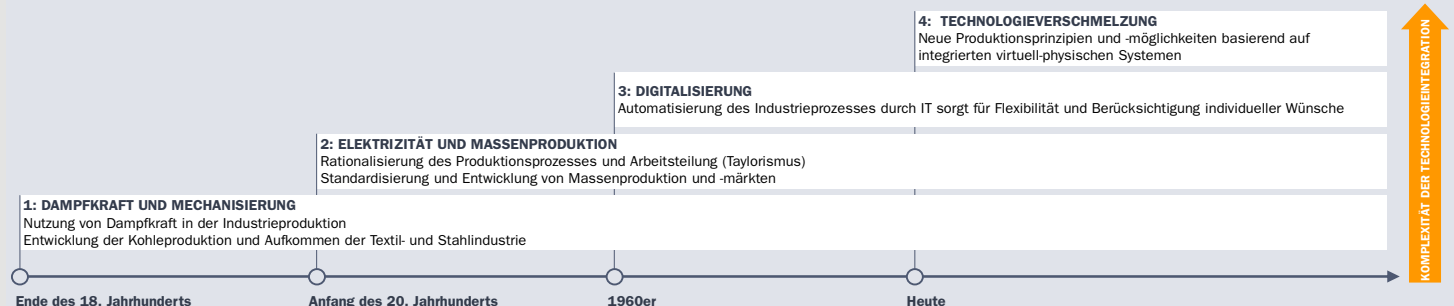 4: TECHNOLOGIEVERSCHMELZUNG
Neue Produktionsprinzipien und -möglichkeiten basierend auf
integrierten virtuell-physischen Systemen
3: DIGITALISIERUNG
Automatisierung des Industrieprozesses durch IT sorgt für Flexibilität und Berücksichtigung individueller Wünsche
2: ELEKTRIZITÄT UND MASSENPRODUKTION
Rationalisierung des Produktionsprozesses und Arbeitsteilung (Taylorismus)
Standardisierung und Entwicklung von Massenproduktion und -märkten
1: DAMPFKRAFT UND MECHANISIERUNG
Nutzung von Dampfkraft in der Industrieproduktion
Entwicklung der Kohleproduktion und Aufkommen der Textil- und Stahlindustrie
Ende des 18. Jahrhunderts
Anfang des 20. Jahrhunderts
1960er
Heute
KOMPLEXITÄT DER TECHNOLOGIEINTEGRATION